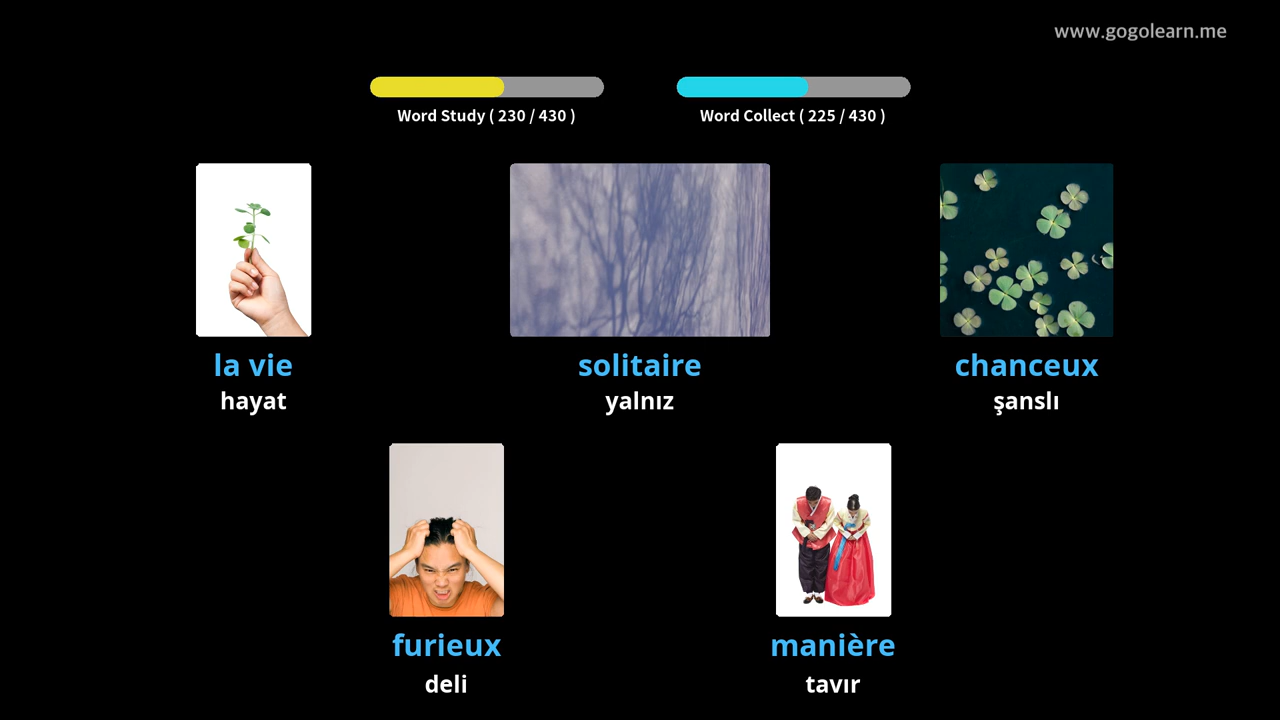 www.gogolearn.me
Word Study ( 230 / 430 )
Word Collect ( 225 / 430 )
la vie
hayat
solitaire
yalnız
chanceux
şanslı
furieux
deli
manière
tavır